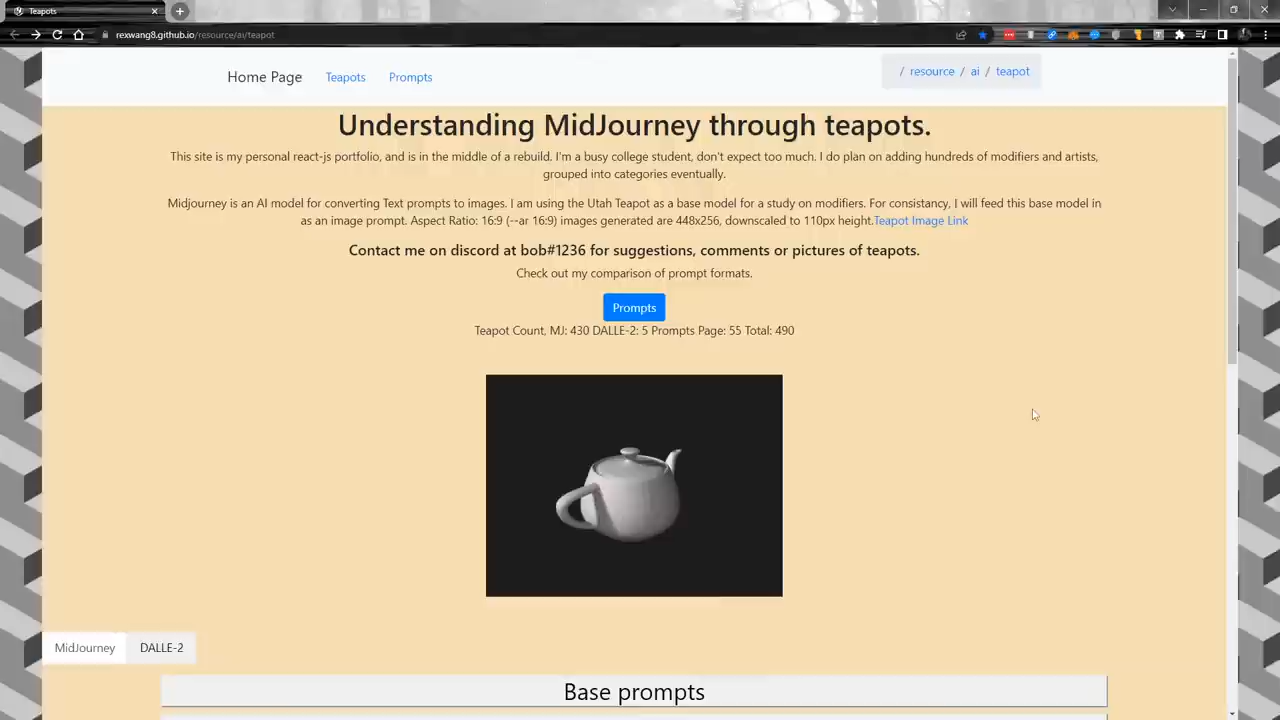 Teapots
rexwang8.github.io/resource/ai/teapot
Home Page
Teapots
Prompts
/ resource / ai / teapot
Understanding MidJourney through teapots.
This site is my personal react-js portfolio, and is in the middle of a rebuild. I'm a busy college student, don't expect too much. I do plan on adding hundreds of modifiers and artists,
grouped into categories eventually.
Midjourney is an AI model for converting Text prompts to images. I am using the Utah Teapot as a base model for a study on modifiers. For consistancy, I will feed this base model in
as an image prompt. Aspect Ratio: 16:9 (--ar 16:9) images generated are 448x256, downscaled to 110px height.Teapot Image Link
Contact me on discord at bob#1236 for suggestions, comments or pictures of teapots.
Check out my comparison of prompt formats.
Prompts
Teapot Count, MJ: 430 DALLE-2: 5 Prompts Page: 55 Total: 490
MidJourney
DALLE-2
Base prompts